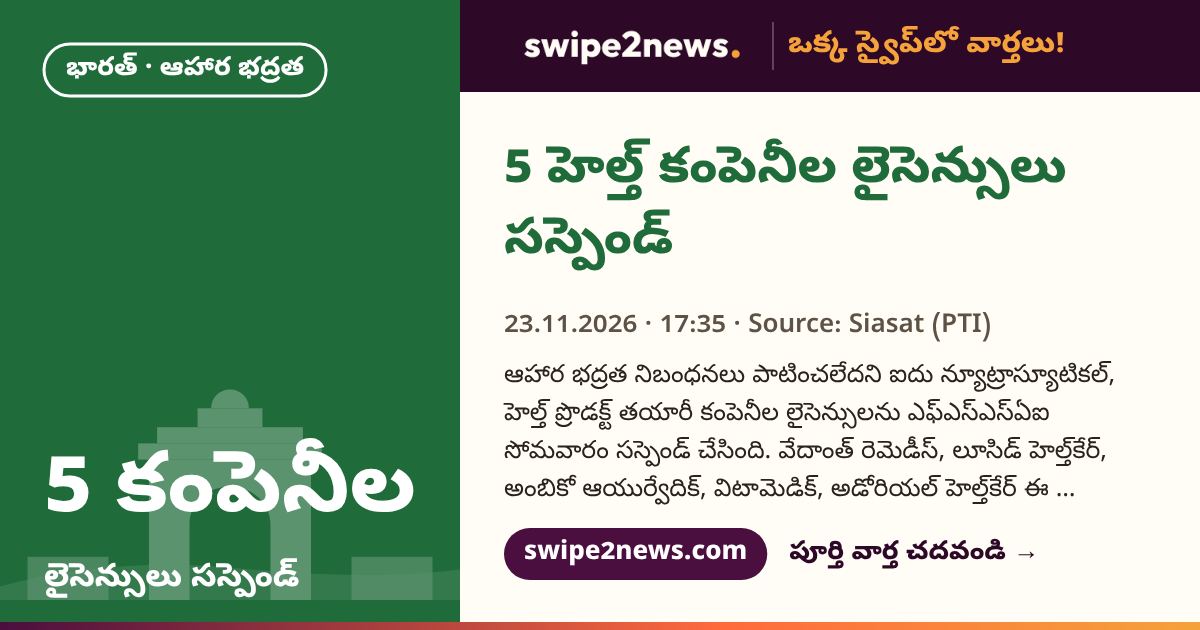 భారత్ · ఆహార భద్రత
5 కంపెనీల
లైసెన్సులు సస్పెండ్
swipe2news.
ఒక్క స్వైప్‌లో వార్తలు!
5 హెల్త్ కంపెనీల లైసెన్సులు
సస్పెండ్
23.11.2026 · 17:35 · Source: Siasat (PTI)
ఆహార భద్రత నిబంధనలు పాటించలేదని ఐదు న్యూట్రాస్యూటికల్,
హెల్త్ ప్రొడక్ట్ తయారీ కంపెనీల లైసెన్సులను ఎఫ్ఎస్ఎస్ఏఐ
సోమవారం సస్పెండ్ చేసింది. వేదాంత్ రెమెడీస్, లూసిడ్ హెల్త్‌కేర్,
అంబికో ఆయుర్వేదిక్, విటామెడిక్, అడోరియల్ హెల్త్‌కేర్ ఈ ...
swipe2news.com
పూర్తి వార్త చదవండి →